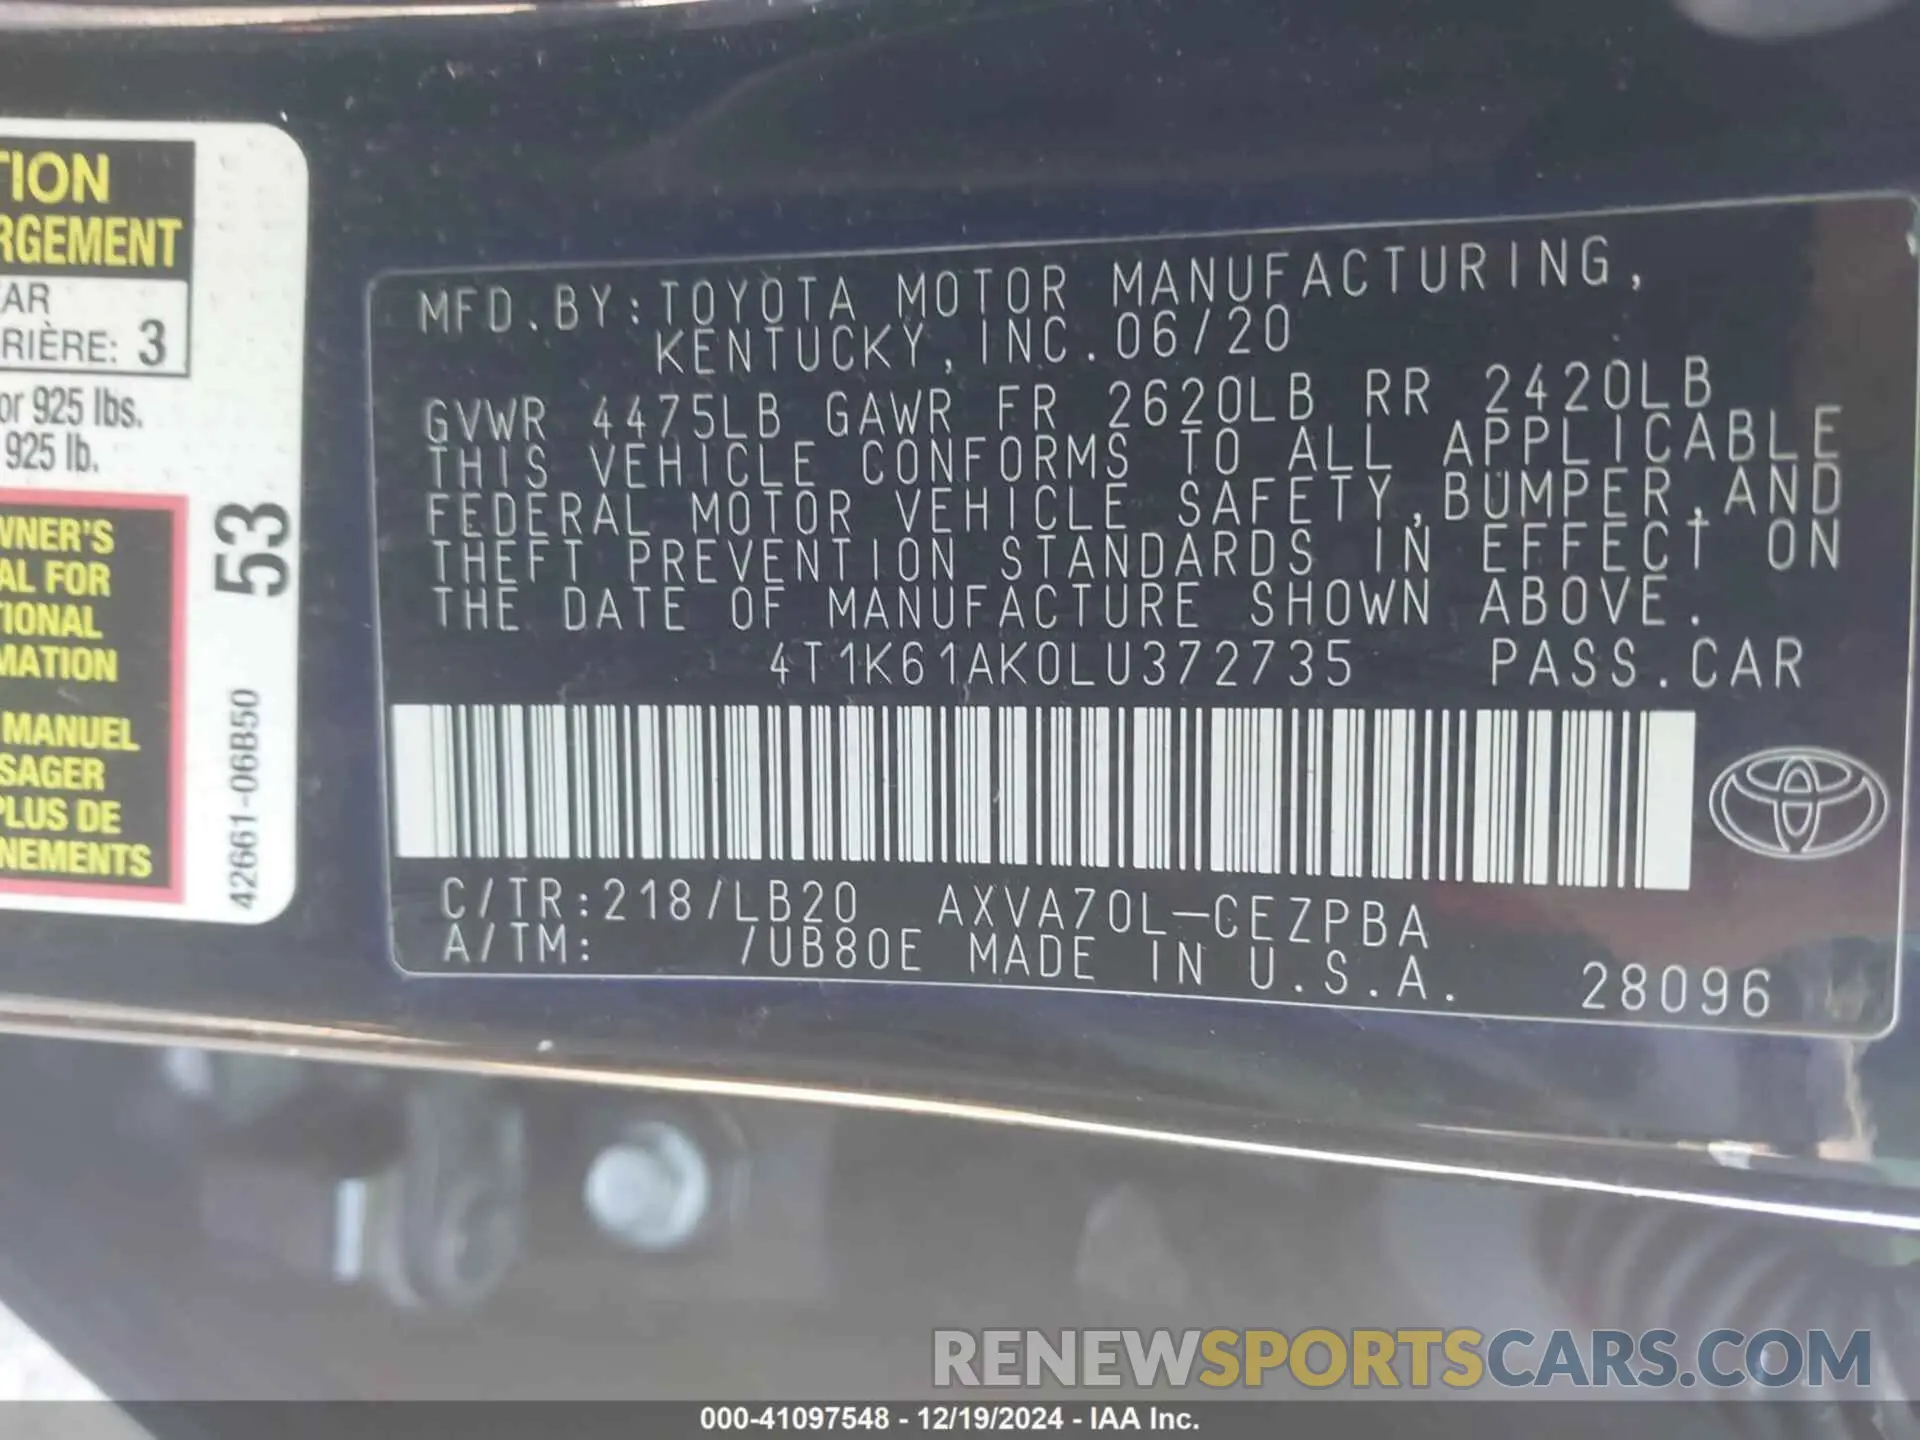 TION
RGEMENT
AR
RIÈRE: 3
or 925 lbs.
925 lb.
WNER'S
AL FOR
TIONAL
MATION
MANUEL
SAGER
PLUS DE
NEMENTS
53
42661-06B50
MFD.BY:TOYOTA MOTOR MANUFACTURING,
KENTUCKY,INC.06/20
GVWR 4475LB GAWR FR 2620LB RR 2420LB
THIS VEHICLE CONFORMS TO ALL APPLICABLE
FEDERAL MOTOR VEHICLE SAFETY,BUMPER,AND
THEFT PREVENTION STANDARDS IN EFFECT ON
THE DATE OF MANUFACTURE SHOWN ABOVE.
4T1K61AK0LU372735 PASS.CAR
C/TR:218/LB20 AXVA70L-CEZPBA
A/TM: /UB80E MADE IN U.S.A.
28096
RENEWSPORTSCARS.COM
000-41097548 - 12/19/2024 - IAA Inc.